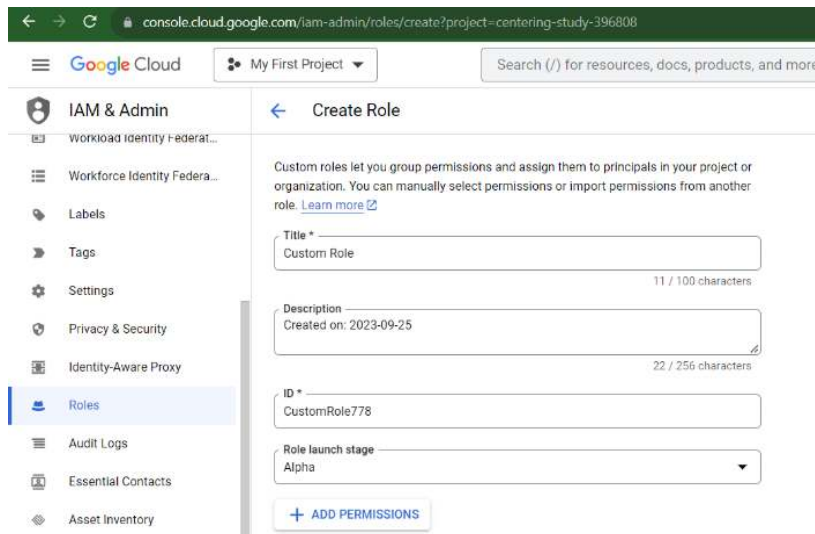 console.cloud.google.com/iam-admin/roles/create?project=centering-study-396808
Google Cloud
My First Project
Search (/) for resources, docs, products, and more
IAM & Admin
Create Role
Workload Identity Federat...
Workforce Identity Federa...
Labels
Tags
Settings
Privacy & Security
Identity-Aware Proxy
Roles
Audit Logs
Essential Contacts
Asset Inventory
Custom roles let you group permissions and assign them to principals in your project or
organization. You can manually select permissions or import permissions from another
role. Learn more
Title *
Custom Role
11 / 100 characters
Description
Created on: 2023-09-25
22 / 256 characters
ID *
CustomRole778
Role launch stage
Alpha
+ ADD PERMISSIONS